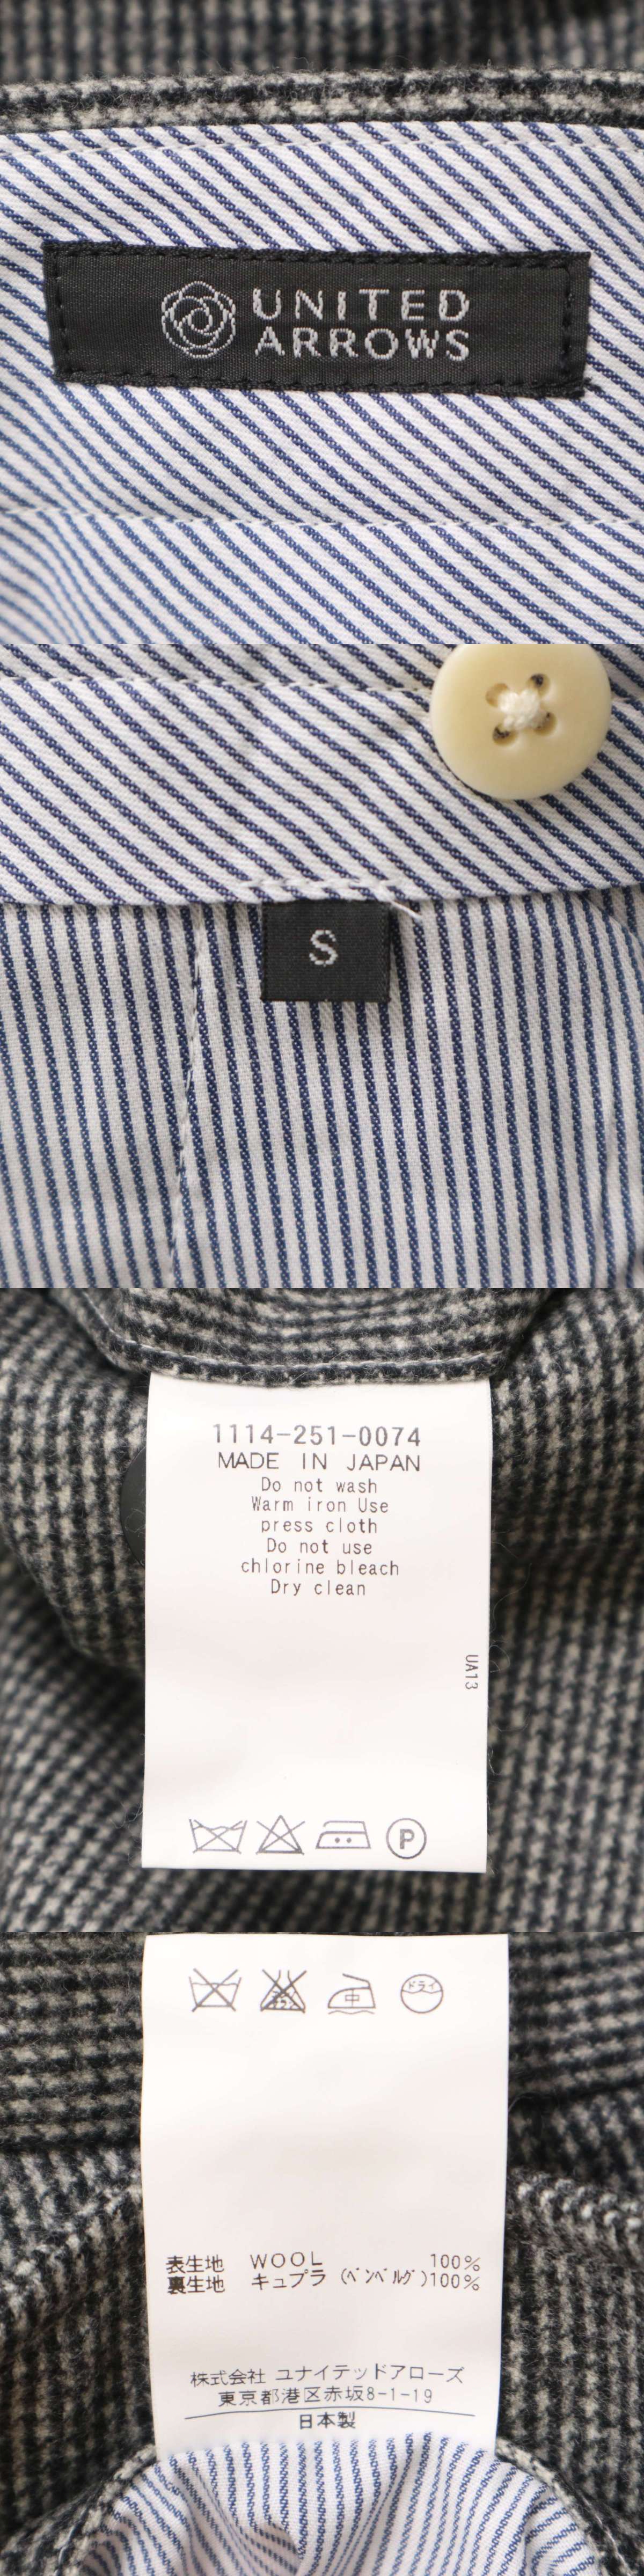 UNITED
ARROWS
S
1114-251-0074
MADE IN JAPAN
Do not wash
Warm iron Use
press cloth
Do not use
chlorine bleach
Dry clean
UA13
P
中
ドライ
表生地 WOOL 100%
裏生地 キュプラ (ベンベルグ)100%
株式会社 ユナイテッドアローズ
東京都港区赤坂8-1-19
日本製